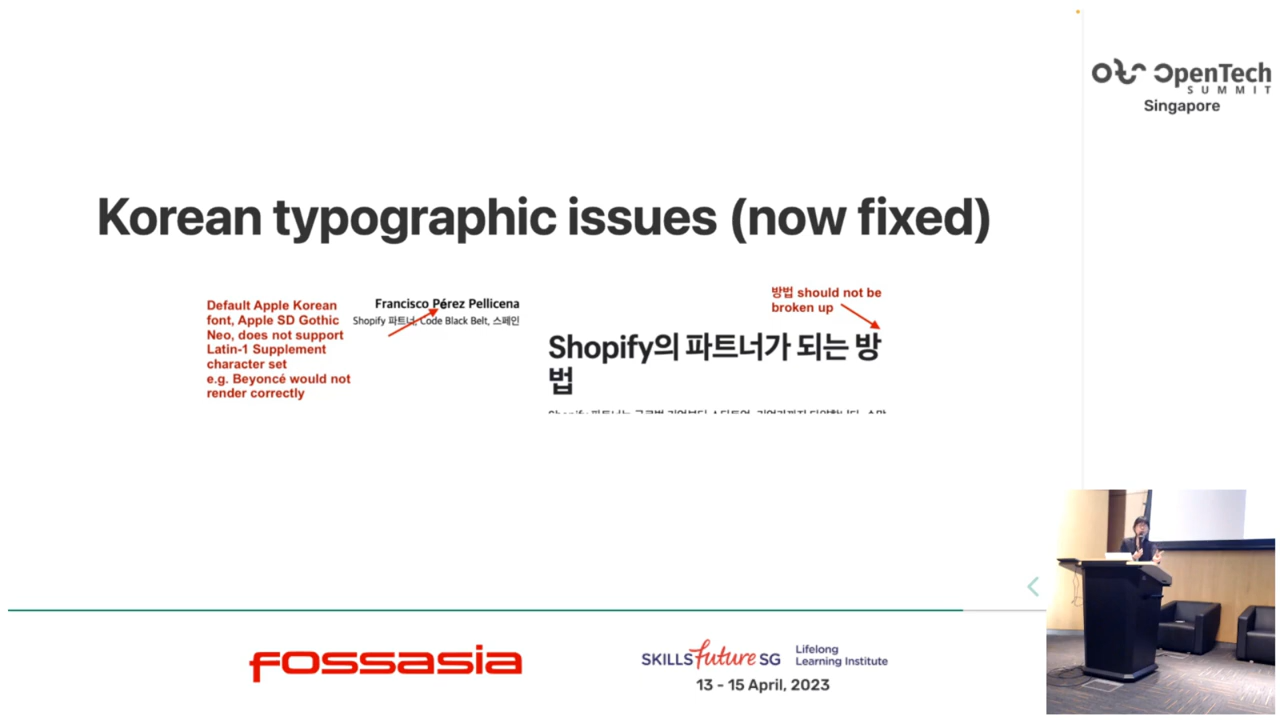 OpenTech
SUMMIT
Singapore
Korean typographic issues (now fixed)
Default Apple Korean
font, Apple SD Gothic
Neo, does not support
Latin-1 Supplement
character set
e.g. Beyoncé would not
render correctly
Francisco Pérez Pellicena
Shopify 파트너, Code Black Belt, 스페인
방법 should not be
broken up
Shopify의 파트너가 되는 방
법
fossasia
SKILLSfuture SG
Lifelong
Learning Institute
13 - 15 April, 2023